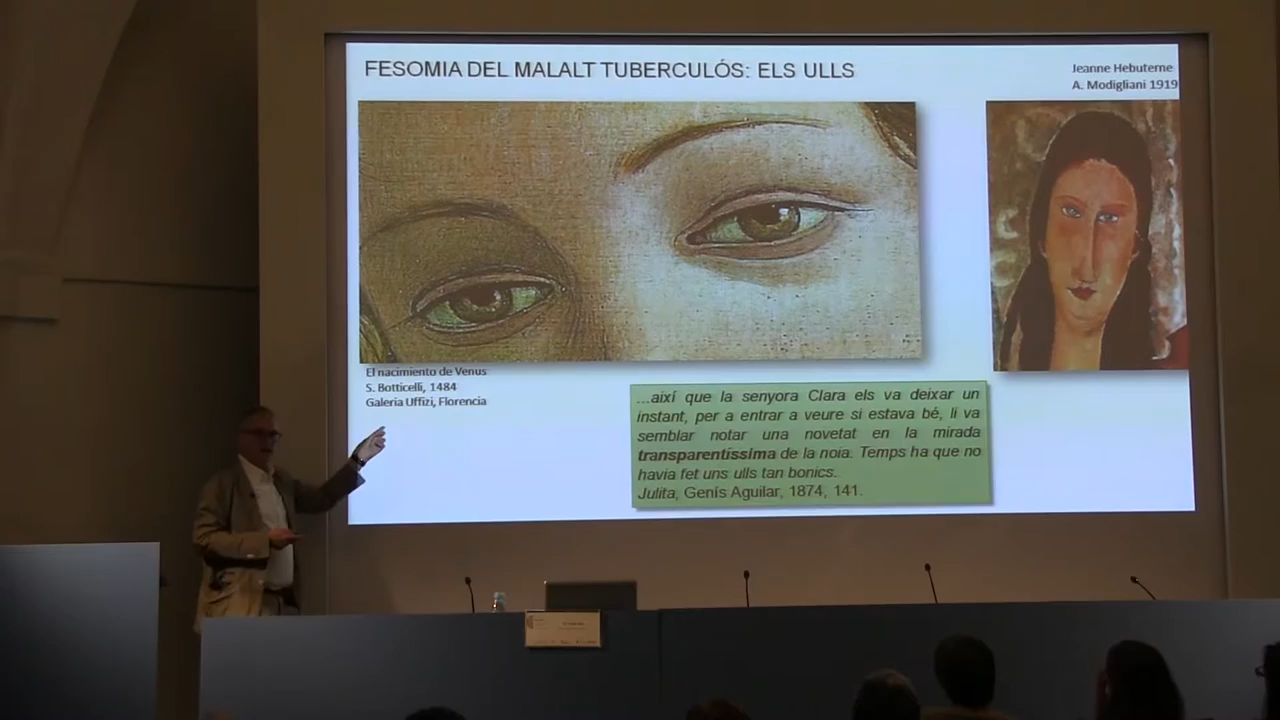 FESOMIA DEL MALALT TUBERCULÓS: ELS ULLS
Jeanne Hebuterne
A. Modigliani 1919
El nacimiento de Venus
S. Botticelli, 1484
Galeria Uffizi, Florencia
...així que la senyora Clara els va deixar un
instant, per a entrar a veure si estava bé, li va
semblar notar una novetat en la mirada
transparentíssima de la noia. Temps ha que no
havia fet uns ulls tan bonics.
Julita, Genís Aguilar, 1874, 141.